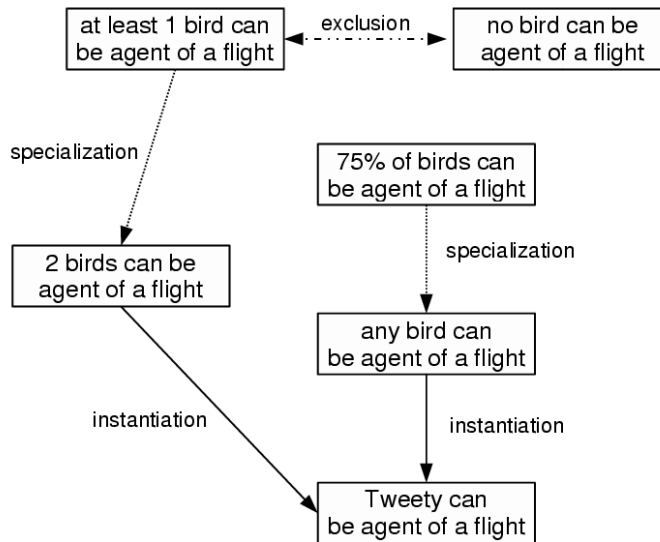 at least 1 bird can
be agent of a flight
exclusion
no bird can be
agent of a flight
specialization
75% of birds can
be agent of a flight
2 birds can be
agent of a flight
specialization
any bird can
be agent of a flight
instantiation
instantiation
Tweety can
be agent of a flight